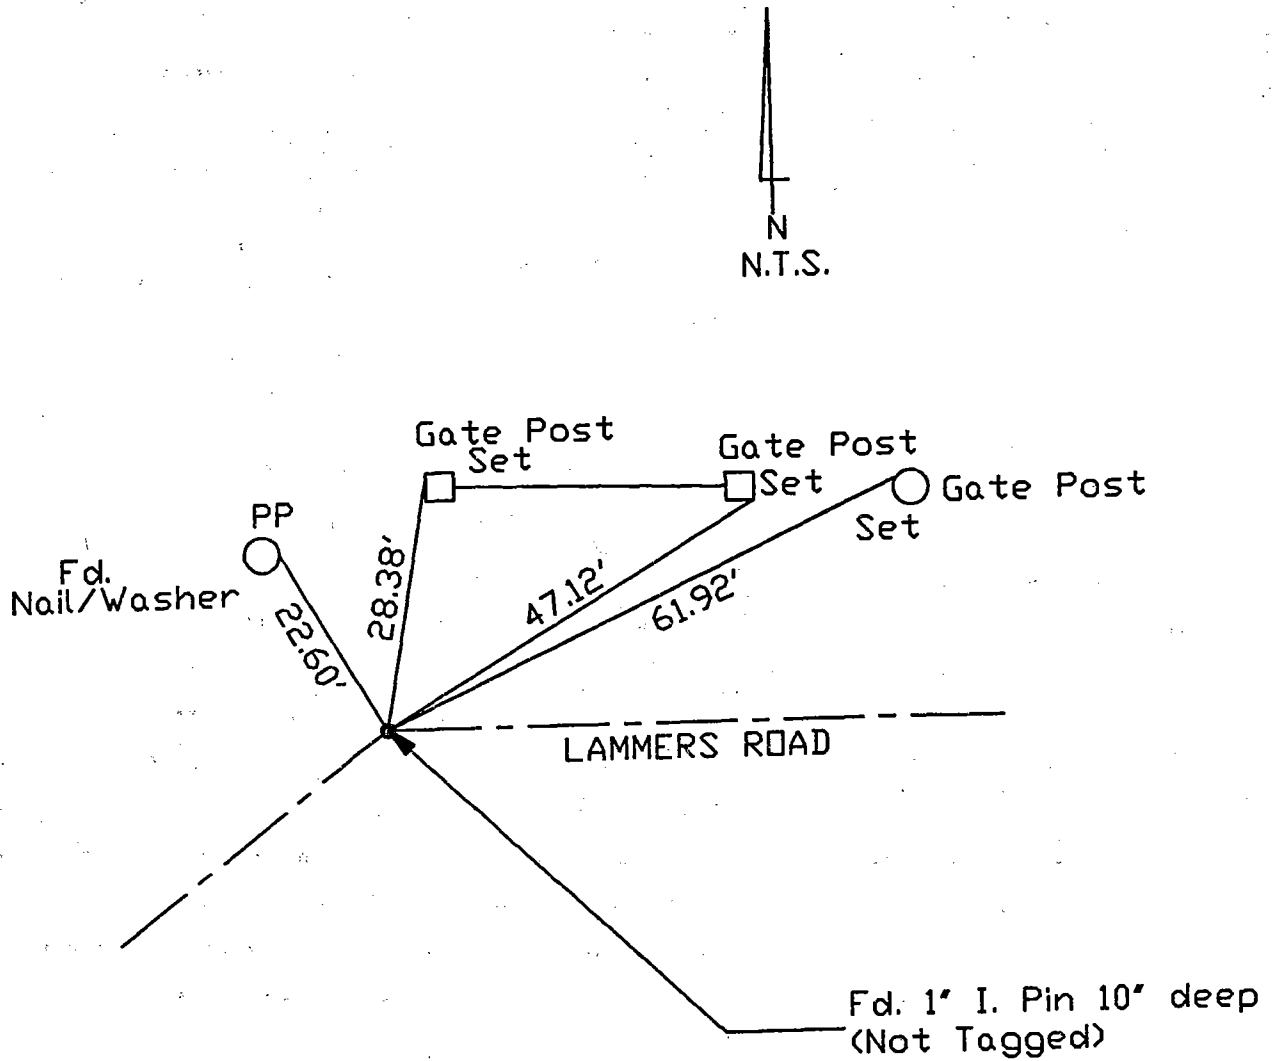 N
N.T.S.
Gate Post
Set
Gate Post
Set
Gate Post
Set
PP
Fd.
Nail/Washer
22.60'
28.38'
47.12'
61.92'
LAMMERS ROAD
Fd. 1" I. Pin 10" deep
(Not Tagged)